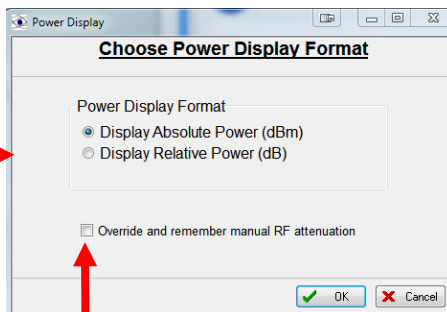 Power Display
Choose Power Display Format
Power Display Format
Display Absolute Power (dBm)
Display Relative Power (dB)
Override and remember manual RF attenuation
OK
Cancel